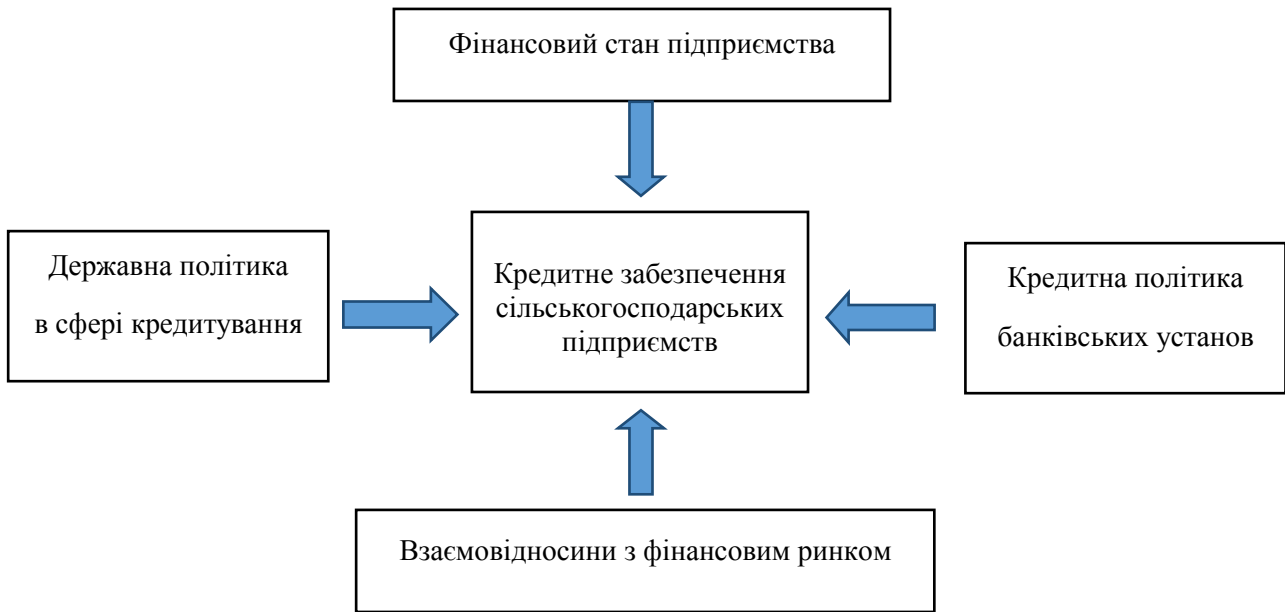 Фінансовий стан підприємства
Державна політика
в сфері кредитування
Кредитне забезпечення
сільськогосподарських
підприємств
Кредитна політика
банківських установ
Взаємовідносини з фінансовим ринком